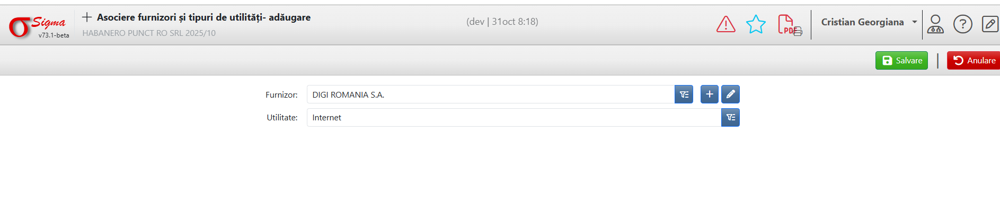 σ Sigma
v73.1-beta
Asociere furnizori și tipuri de utilități- adăugare
HABANERO PUNCT RO SRL 2025/10
(dev | 31oct 8:18)
PDF
Cristian Georgiana
?
Salvare | Anulare
Furnizor: DIGI ROMANIA S.A.
Utilitate: Internet